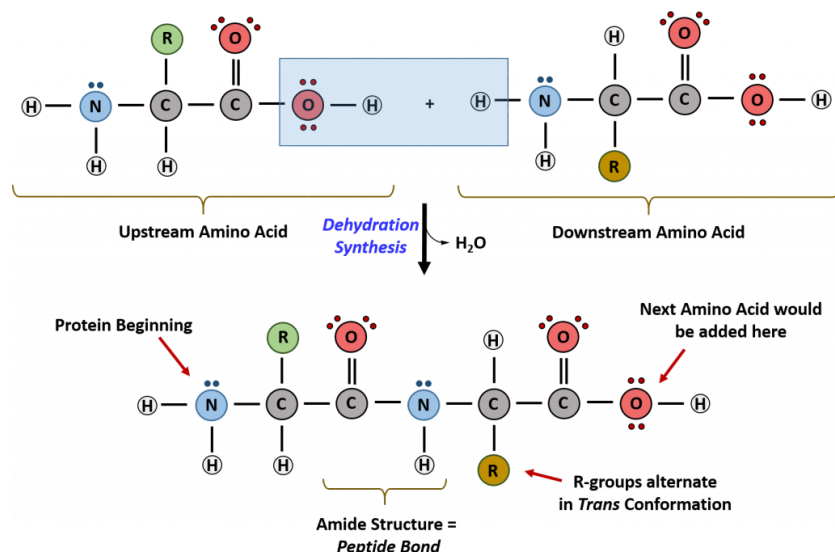 R O
H N C C O H + H N C C O H
H H H R O
Upstream Amino Acid
Dehydration
Synthesis
H₂O
Downstream Amino Acid
Protein Beginning
Next Amino Acid would
be added here
R O H O
H N C C N C C O H
H H H R
R-groups alternate
in Trans Conformation
Amide Structure =
Peptide Bond